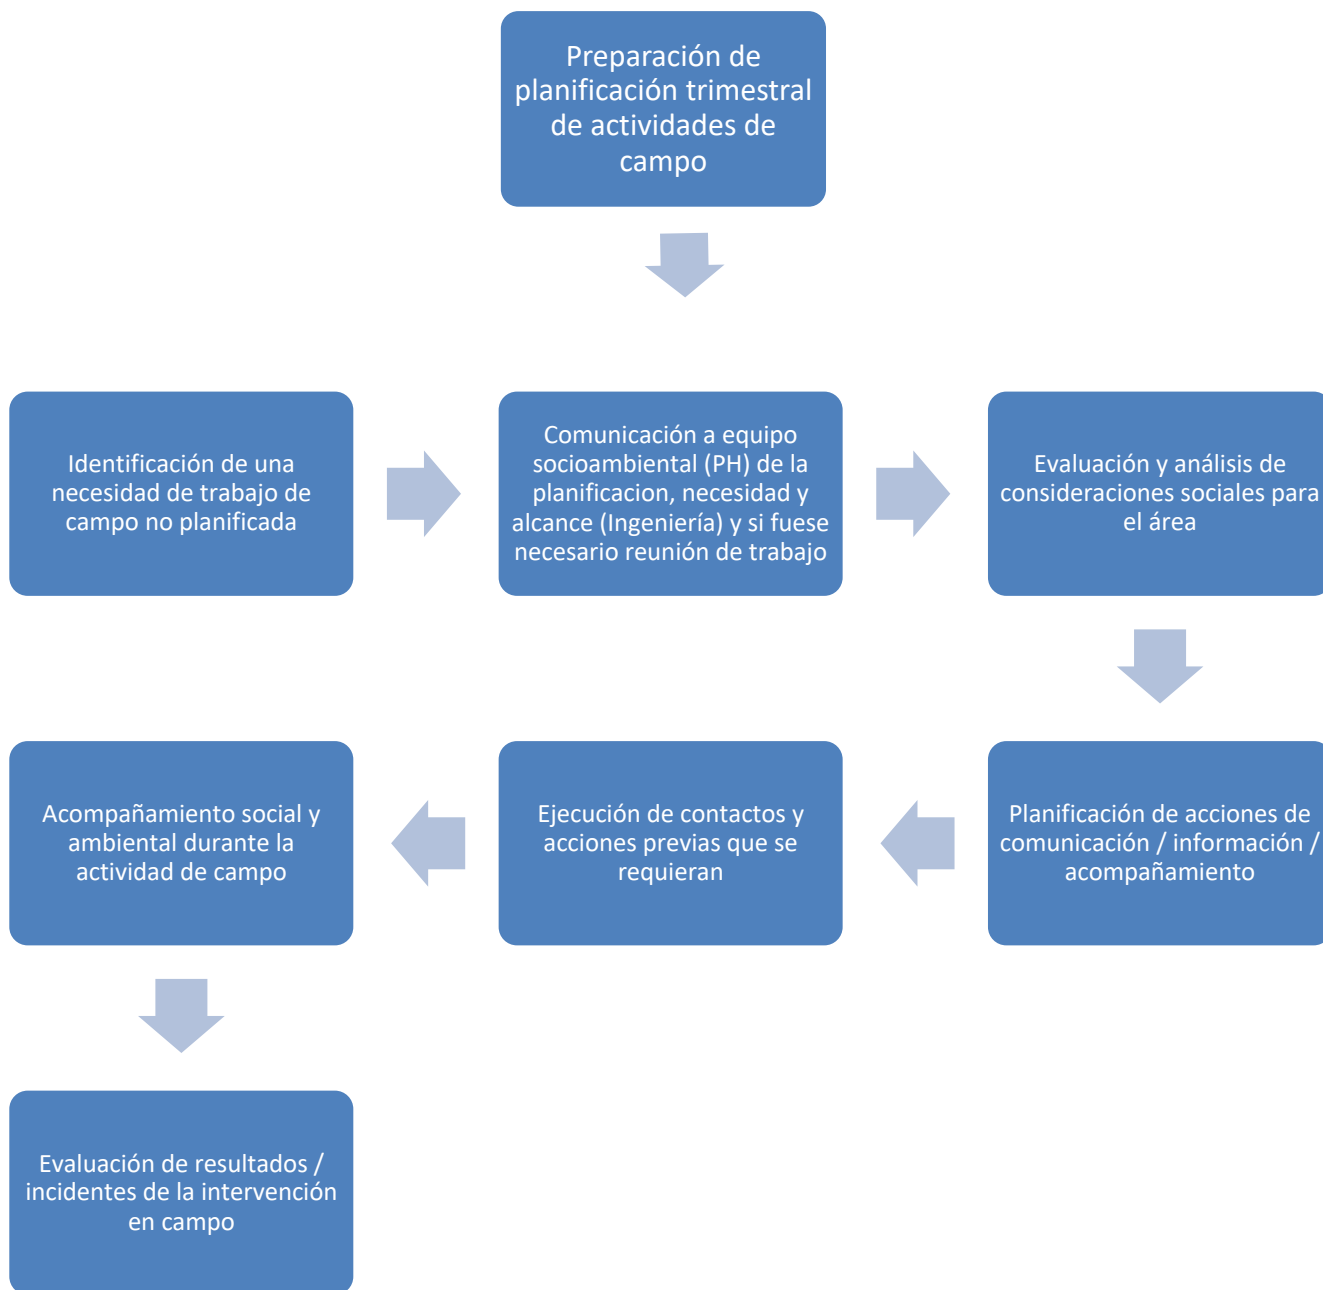 Preparación de
planificación trimestral
de actividades de
campo
Identificación de una
necesidad de trabajo de
campo no planificada
Comunicación a equipo
socioambiental (PH) de la
planificacion, necesidad y
alcance (Ingeniería) y si fuese
necesario reunión de trabajo
Evaluación y análisis de
consideraciones sociales para
el área
Planificación de acciones de
comunicación / información /
acompañamiento
Ejecución de contactos y
acciones previas que se
requieran
Acompañamiento social y
ambiental durante la
actividad de campo
Evaluación de resultados /
incidentes de la intervención
en campo